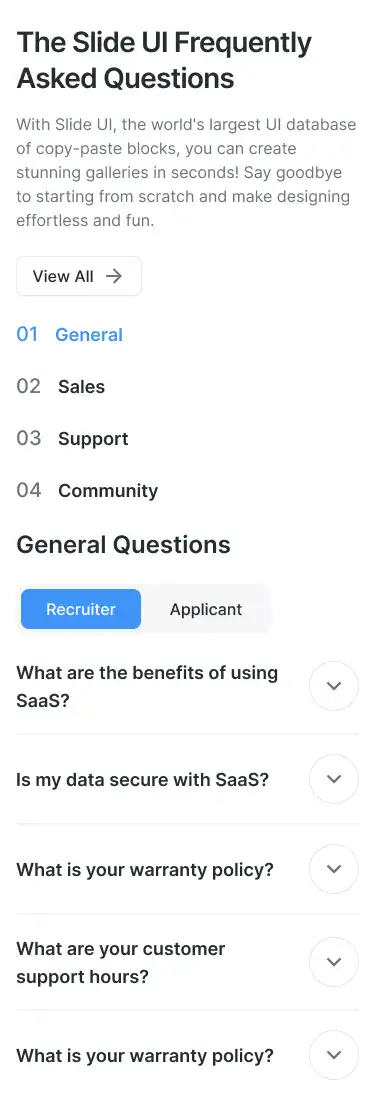 The Slide UI Frequently
Asked Questions
With Slide UI, the world's largest UI database
of copy-paste blocks, you can create
stunning galleries in seconds! Say goodbye
to starting from scratch and make designing
effortless and fun.
View All
01 General
02 Sales
03 Support
04 Community
General Questions
Recruiter Applicant
What are the benefits of using
SaaS?
Is my data secure with SaaS?
What is your warranty policy?
What are your customer
support hours?
What is your warranty policy?